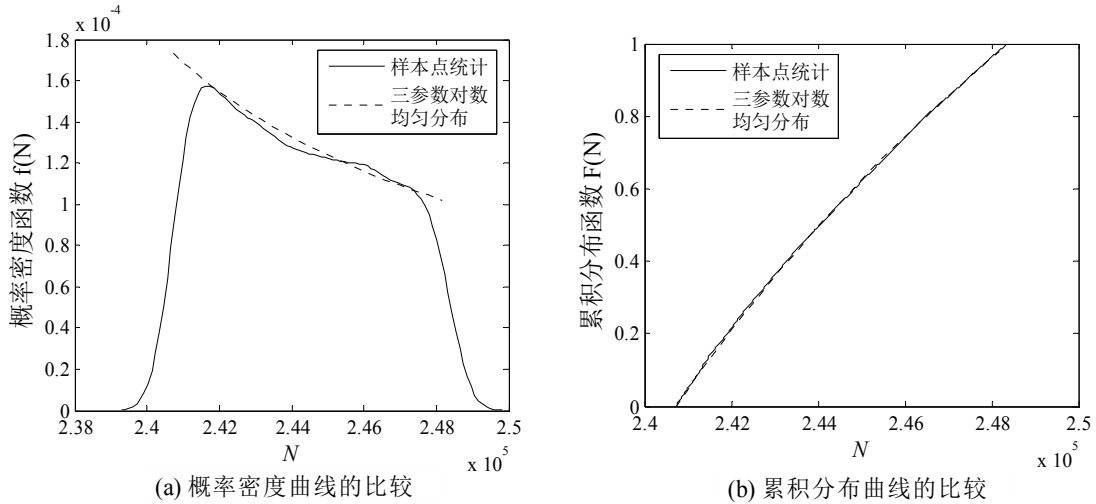 x 10⁻⁴
1.8
1.6
1.4
1.2
1
0.8
0.6
0.4
0.2
0
概率密度函数 f(N)
样本点统计
三参数对数
均匀分布
2.38 2.4 2.42 2.44 2.46 2.48 2.5
N
x 10⁵
(a) 概率密度曲线的比较
1
0.8
0.6
0.4
0.2
0
累积分布函数 F(N)
样本点统计
三参数对数
均匀分布
2.4 2.42 2.44 2.46 2.48 2.5
N
x 10⁵
(b) 累积分布曲线的比较